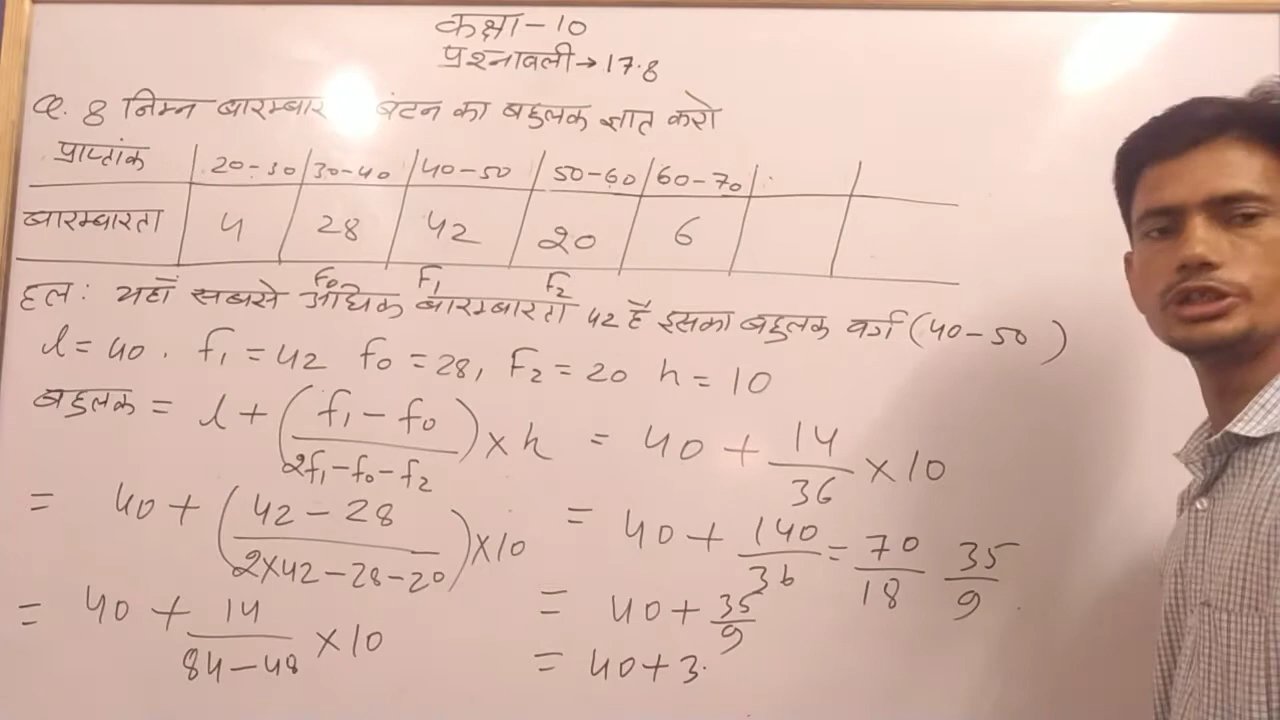 कक्षा-10
प्रश्नावली→17.8
Q. 8 निम्न बारम्बार बंटन का बहुलक ज्ञात करो
प्राप्तांक 20-30 30-40 40-50 50-60 60-70
बारम्बारता 4 28 42 20 6
F₀ F₁ F₂
हल: यहाँ सबसे अधिक बारम्बारता 42 है इसका बहुलक वर्ग (40-50)
l=40. f₁=42 f₀=28, F₂=20 h=10
बहुलक = l+(f₁-f₀/2f₁-f₀-f₂)×h = 40+14/36×10
= 40+(42-28/2×42-28-20)×10 = 40+140/36=70/18 35/9
= 40+14/84-48×10 = 40+35/9
= 40+3.